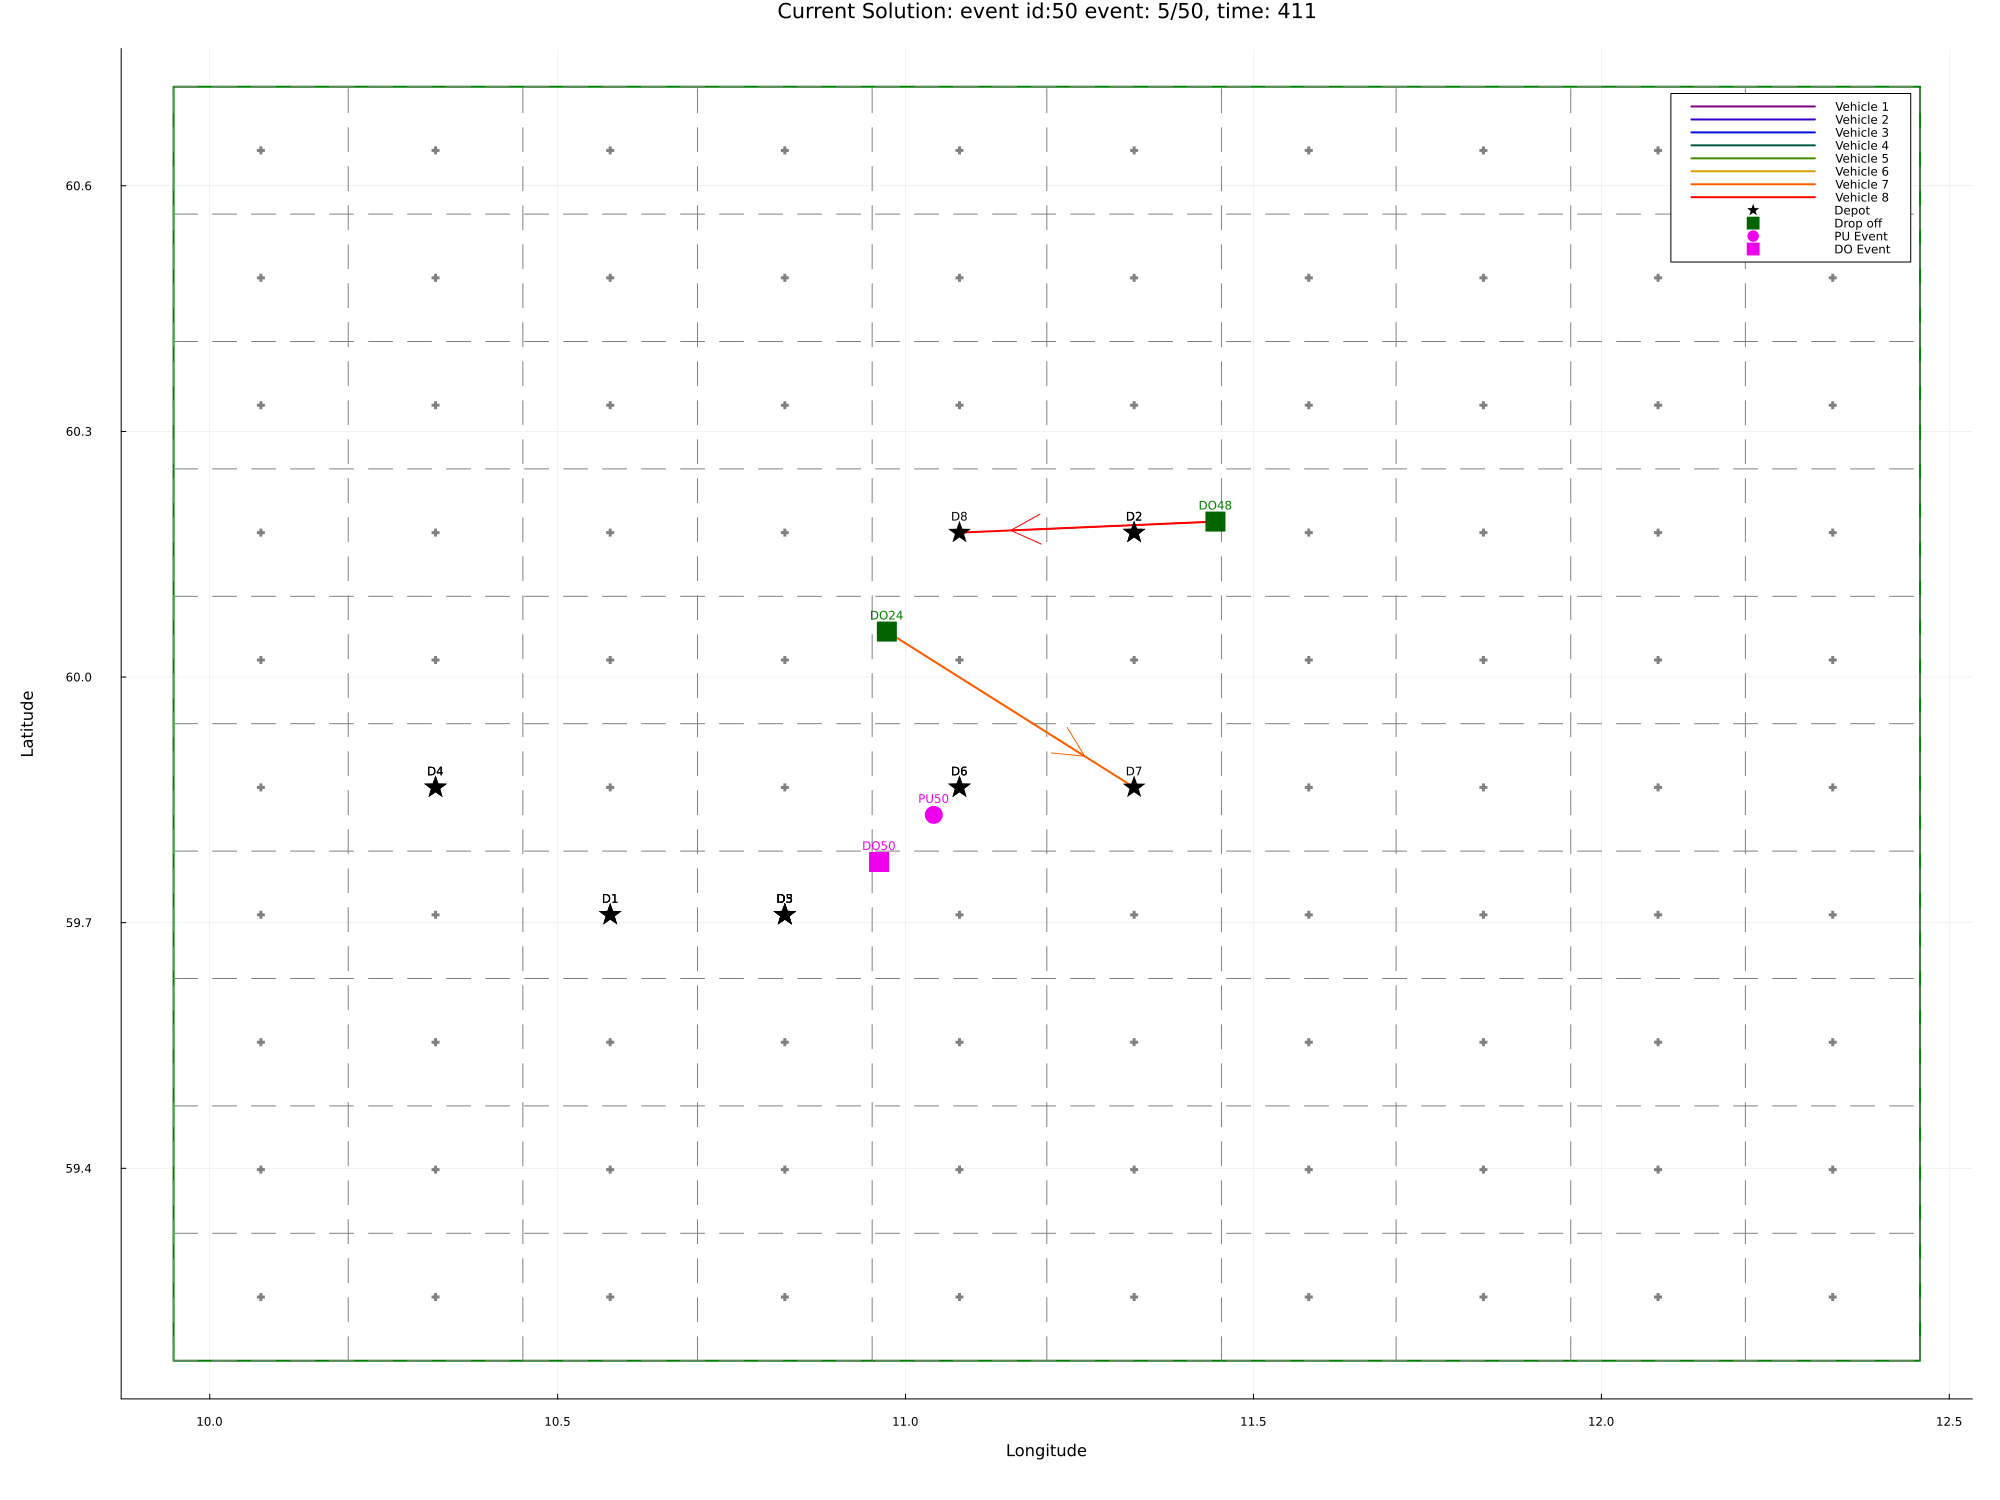 Current Solution: event id:50 event: 5/50, time: 411
Vehicle 1
Vehicle 2
Vehicle 3
Vehicle 4
Vehicle 5
Vehicle 6
Vehicle 7
Vehicle 8
Depot
Drop off
PU Event
DO Event
60.6
60.3
60.0
59.7
59.4
Latitude
DO48
D8
D2
DO24
D4
D6
D7
PU50
DO50
D1
10.0
10.5
11.0
11.5
12.0
12.5
Longitude